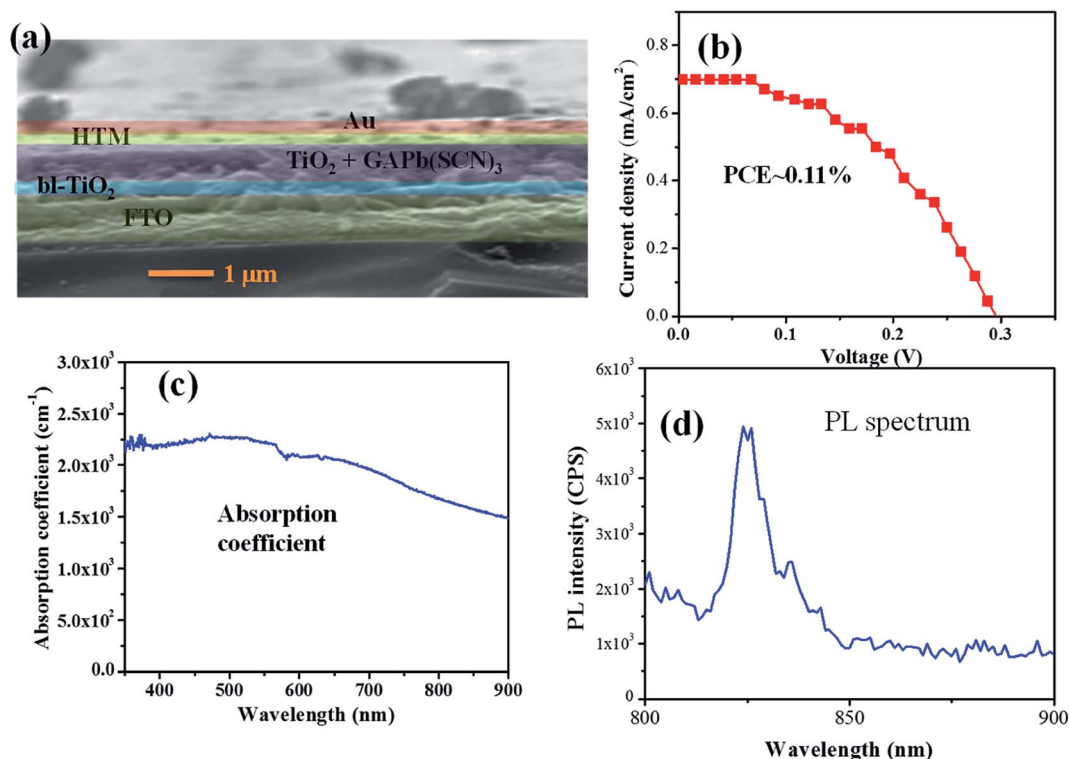 (a)
Au
HTM
TiO₂ + GAPb(SCN)₃
bl-TiO₂
FTO
1 µm
(b)
Current density (mA/cm²)
0.8
0.6
0.4
0.2
0.0
PCE~0.11%
0.0 0.1 0.2 0.3
Voltage (V)
(c)
Absorption coefficient (cm⁻¹)
3.0x10³
2.5x10³
2.0x10³
1.5x10³
1.0x10³
5.0x10²
0.0
Absorption
coefficient
400 500 600 700 800 900
Wavelength (nm)
(d)
PL spectrum
PL intensity (CPS)
6x10³
5x10³
4x10³
3x10³
2x10³
1x10³
0
800 850 900
Wavelength (nm)